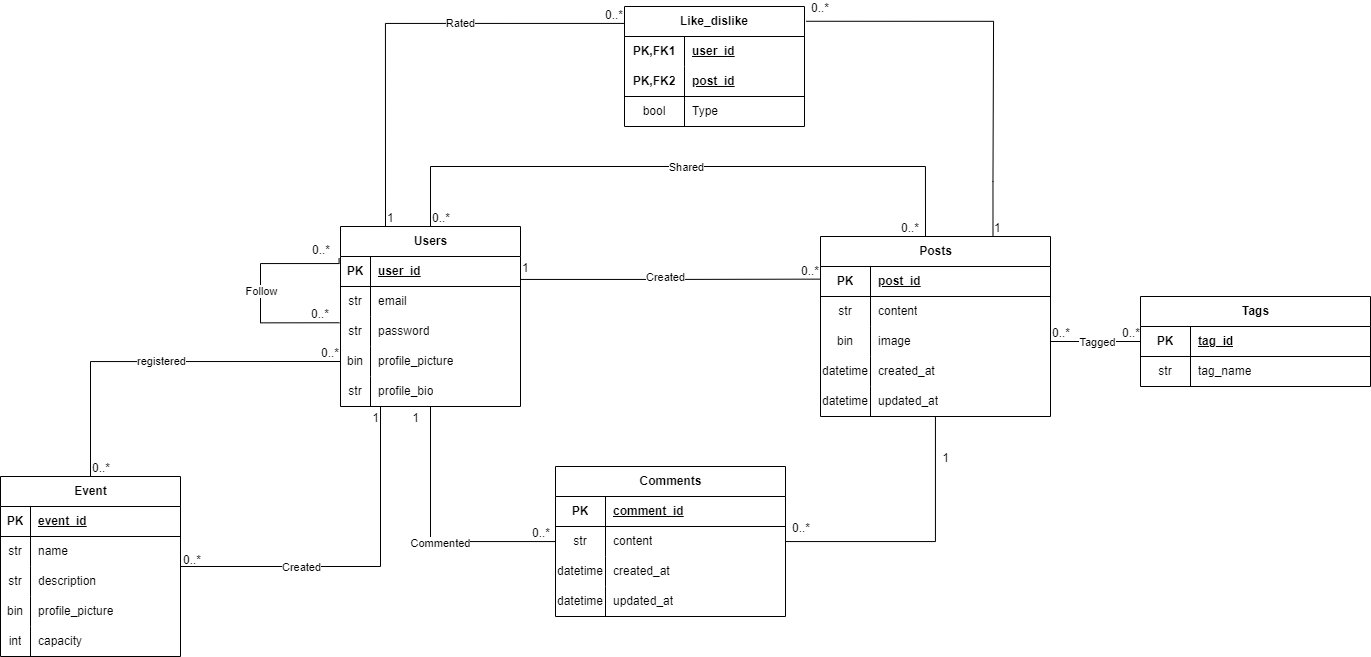 0..* Like_dislike 0..*
Rated
PK,FK1 user_id
PK,FK2 post_id
bool Type
Shared
1 0..* 0..* 1
Users
0..* Posts
PK user_id 1 Created 0..* PK post_id
Follow
str email str content
0..* Tags
str password bin image 0..* Tagged 0..* PK tag_id
registered 0..* bin profile_picture datetime created_at str tag_name
str profile_bio datetime updated_at
1 1
0..* 1
Event Comments
PK event_id PK comment_id
0..* 0..*
str name Commented str content
0..* Created datetime created_at
str description
datetime updated_at
bin profile_picture
int capacity